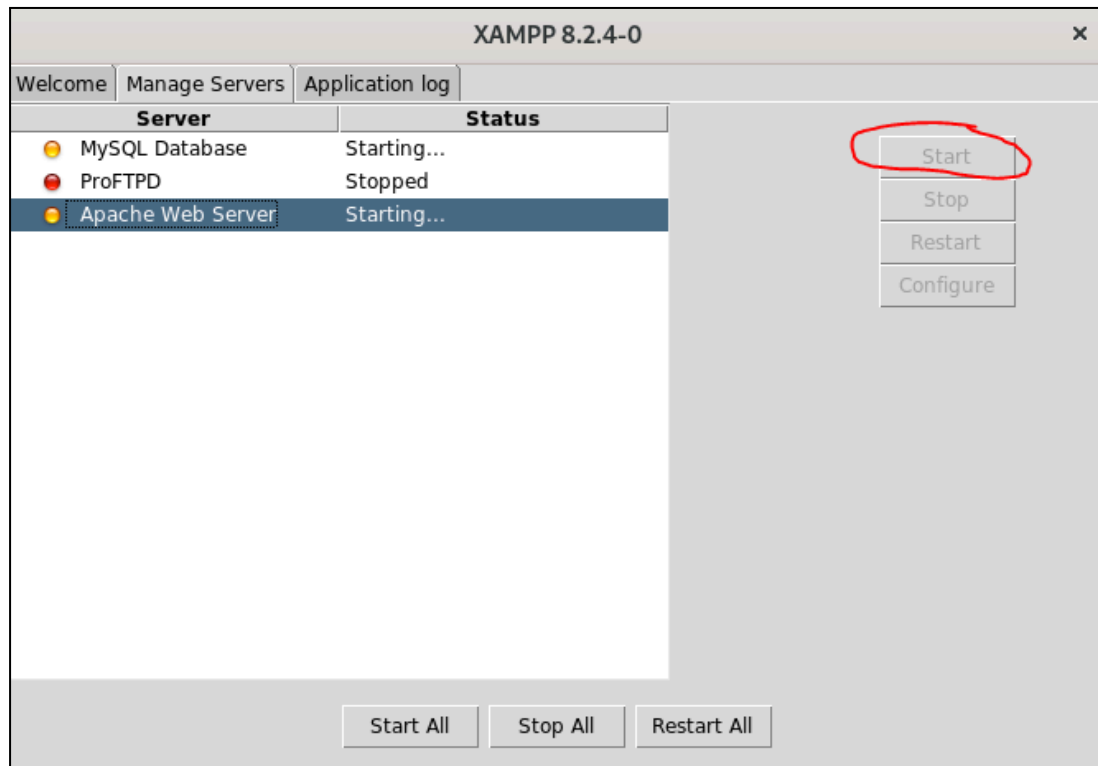 XAMPP 8.2.4-0
Welcome Manage Servers Application log
Server Status
MySQL Database Starting...
ProFTPD Stopped
Apache Web Server Starting...
Start
Stop
Restart
Configure
Start All Stop All Restart All